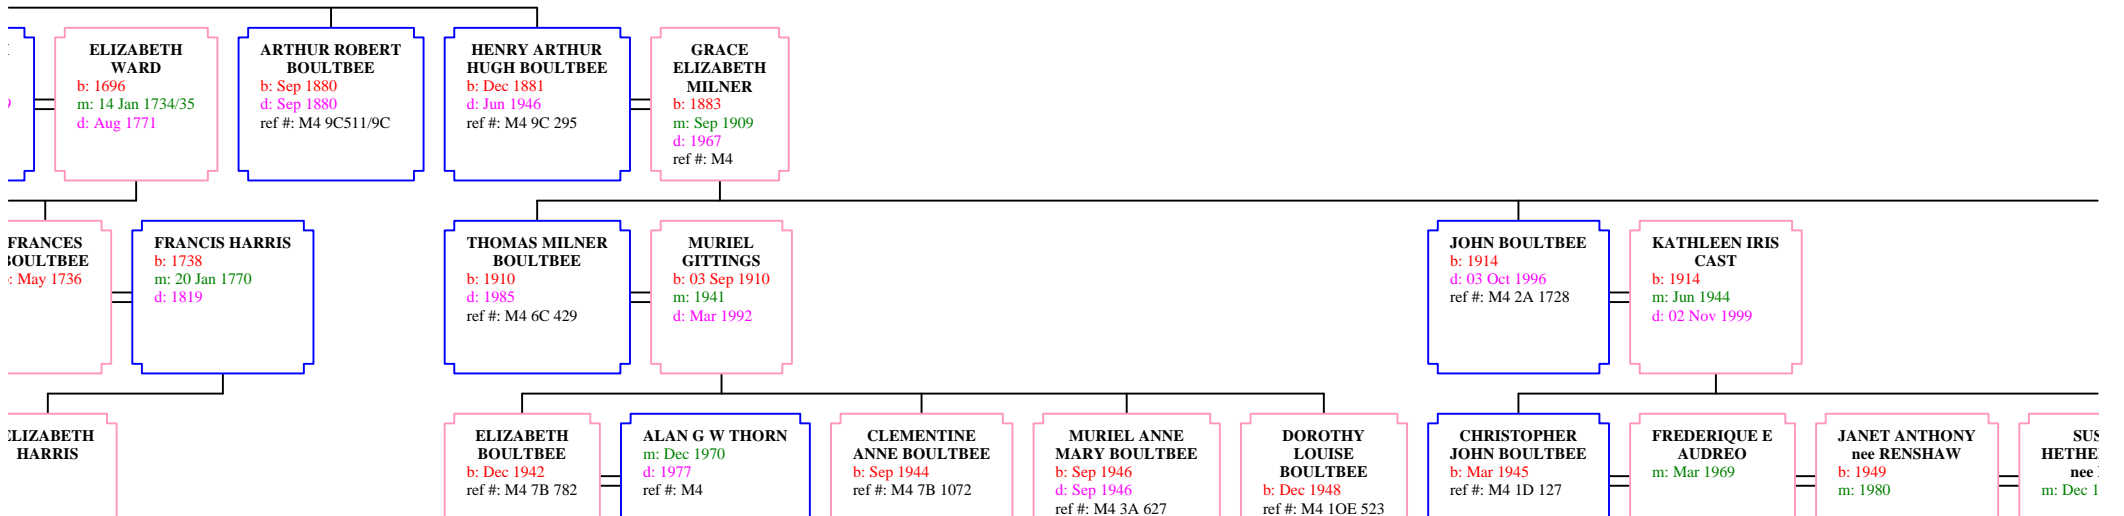 ELIZABETH
WARD
b: 1696
m: 14 Jan 1734/35
d: Aug 1771
ARTHUR ROBERT
BOULTBEE
b: Sep 1880
d: Sep 1880
ref #: M4 9C511/9C
HENRY ARTHUR
HUGH BOULTBEE
b: Dec 1881
d: Jun 1946
ref #: M4 9C 295
GRACE
ELIZABETH
MILNER
b: 1883
m: Sep 1909
d: 1967
ref #: M4
FRANCES
BOULTBEE
: May 1736
FRANCIS HARRIS
b: 1738
m: 20 Jan 1770
d: 1819
THOMAS MILNER
BOULTBEE
b: 1910
d: 1985
ref #: M4 6C 429
MURIEL
GITTINGS
b: 03 Sep 1910
m: 1941
d: Mar 1992
JOHN BOULTBEE
b: 1914
d: 03 Oct 1996
ref #: M4 2A 1728
KATHLEEN IRIS
CAST
b: 1914
m: Jun 1944
d: 02 Nov 1999
ELIZABETH
HARRIS
ELIZABETH
BOULTBEE
b: Dec 1942
ref #: M4 7B 782
ALAN G W THORN
m: Dec 1970
d: 1977
ref #: M4
CLEMENTINE
ANNE BOULTBEE
b: Sep 1944
ref #: M4 7B 1072
MURIEL ANNE
MARY BOULTBEE
b: Sep 1946
d: Sep 1946
ref #: M4 3A 627
DOROTHY
LOUISE
BOULTBEE
b: Dec 1948
ref #: M4 1OE 523
CHRISTOPHER
JOHN BOULTBEE
b: Mar 1945
ref #: M4 1D 127
FREDERIQUE E
AUDREO
m: Mar 1969
JANET ANTHONY
nee RENSHAW
b: 1949
m: 1980
SUS
HETHE
nee
m: Dec 1